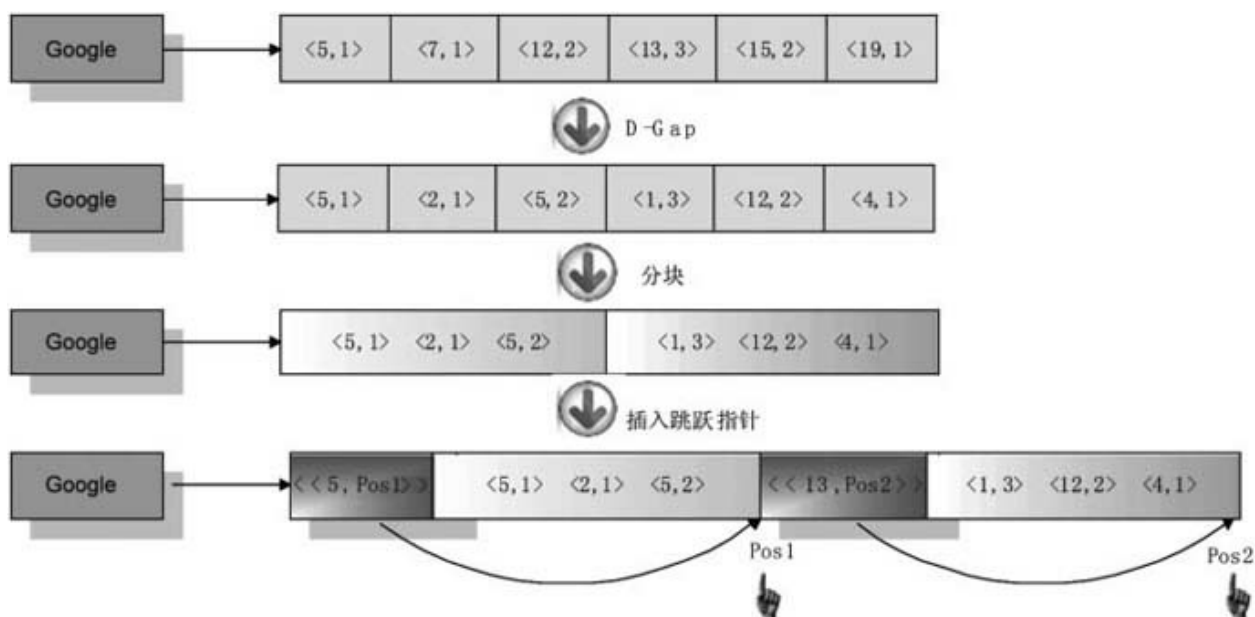 Google <5,1> <7,1> <12,2> <13,3> <15,2> <19,1>
D-Gap
Google <5,1> <2,1> <5,2> <1,3> <12,2> <4,1>
分块
Google <5,1> <2,1> <5,2> <1,3> <12,2> <4,1>
插入跳跃指针
Google <<5,Pos1>> <5,1> <2,1> <5,2> <<13,Pos2>> <1,3> <12,2> <4,1>
Pos1 Pos2